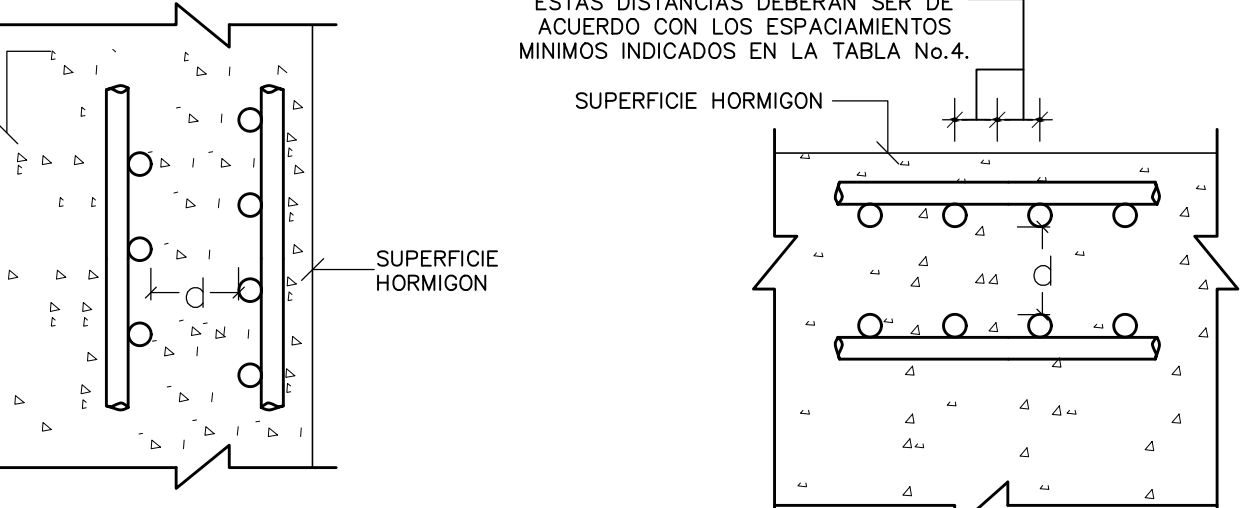 ESTAS DISTANCIAS DEBERAN SER DE
ACUERDO CON LOS ESPACIAMIENTOS
MINIMOS INDICADOS EN LA TABLA No.4.
SUPERFICIE HORMIGON
SUPERFICIE
HORMIGON
d
d